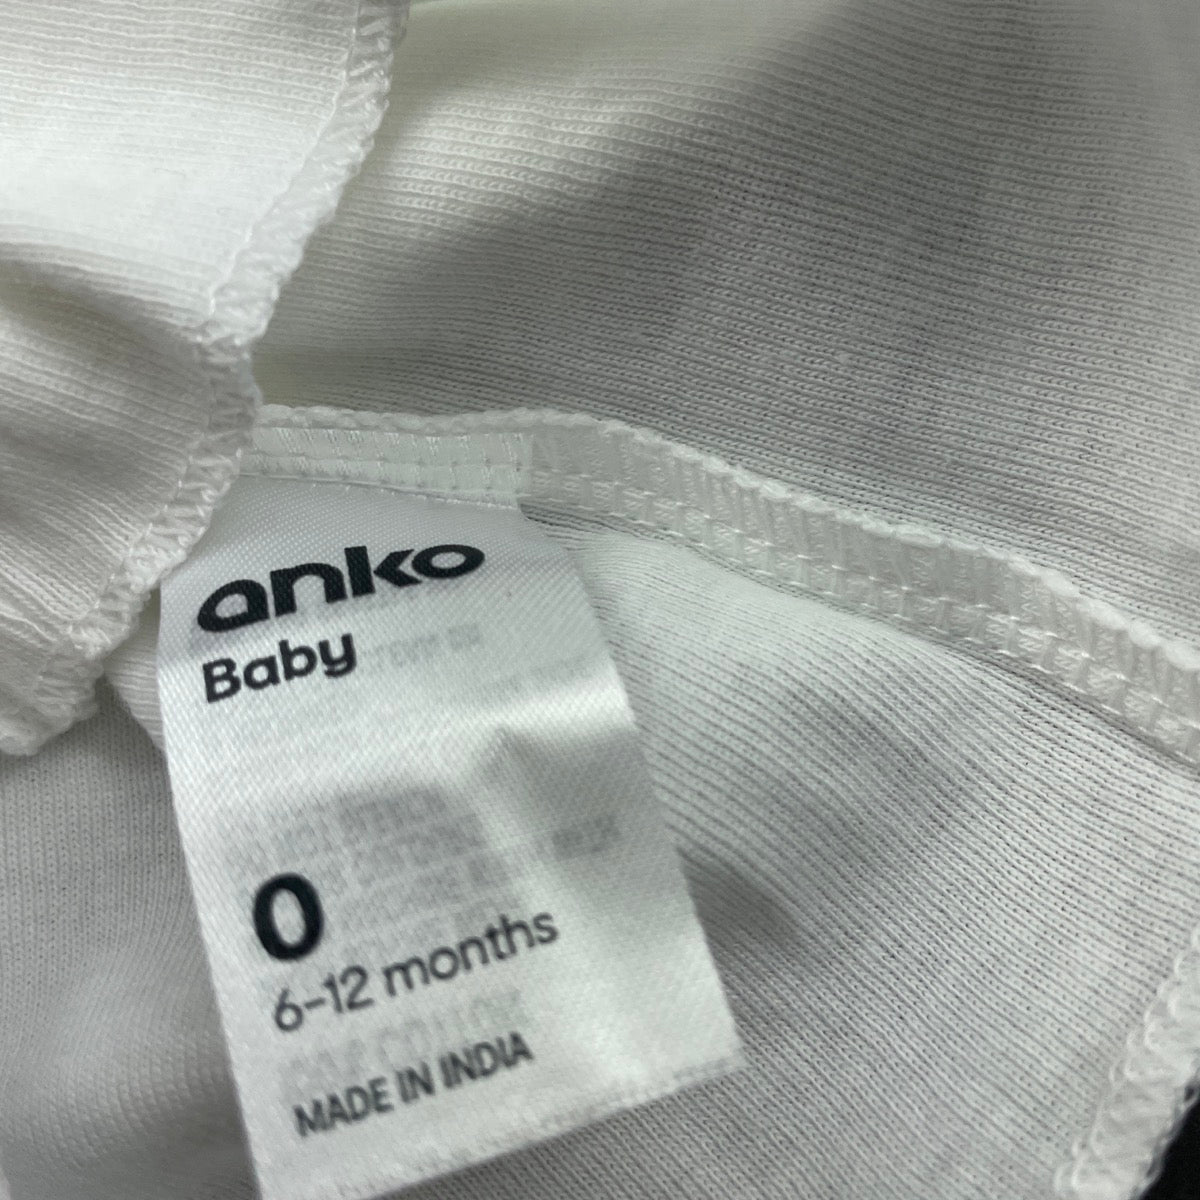 anko
Baby
0
6-12 months
MADE IN INDIA